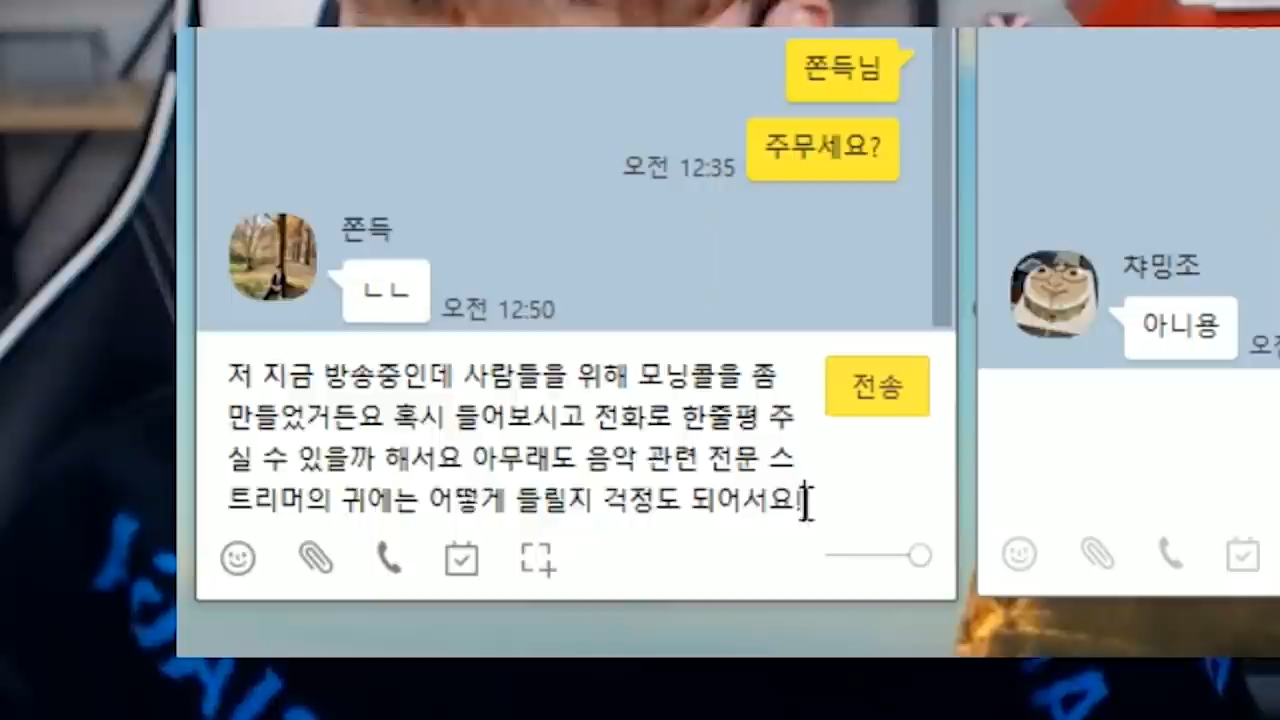 쫀득님
주무세요?
오전 12:35
쫀득
ㄴㄴ
오전 12:50
저 지금 방송중인데 사람들을 위해 모닝콜을 좀
만들었거든요 혹시 들어보시고 전화로 한줄평 주
실 수 있을까 해서요 아무래도 음악 관련 전문 스
트리머의 귀에는 어떻게 들릴지 걱정도 되어서요
전송
챠밍조
아니용